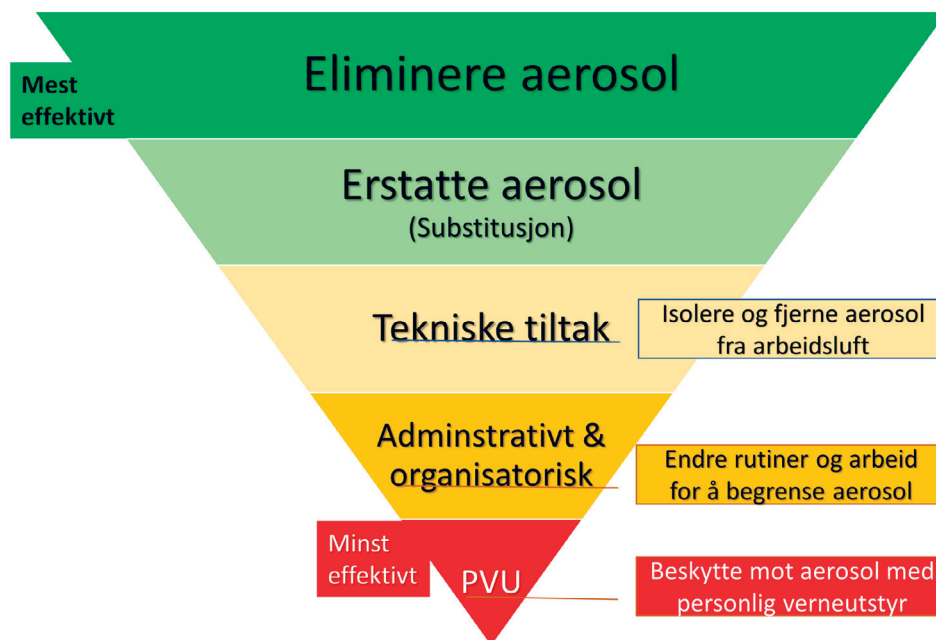 Eliminere aerosol
Mest
effektivt
Erstatte aerosol
(Substitusjon)
Tekniske tiltak
Isolere og fjerne aerosol
fra arbeidsluft
Adminstrativt &
organisatorisk
Endre rutiner og arbeid
for å begrense aerosol
Minst
effektivt
PVU
Beskytte mot aerosol med
personlig verneutstyr